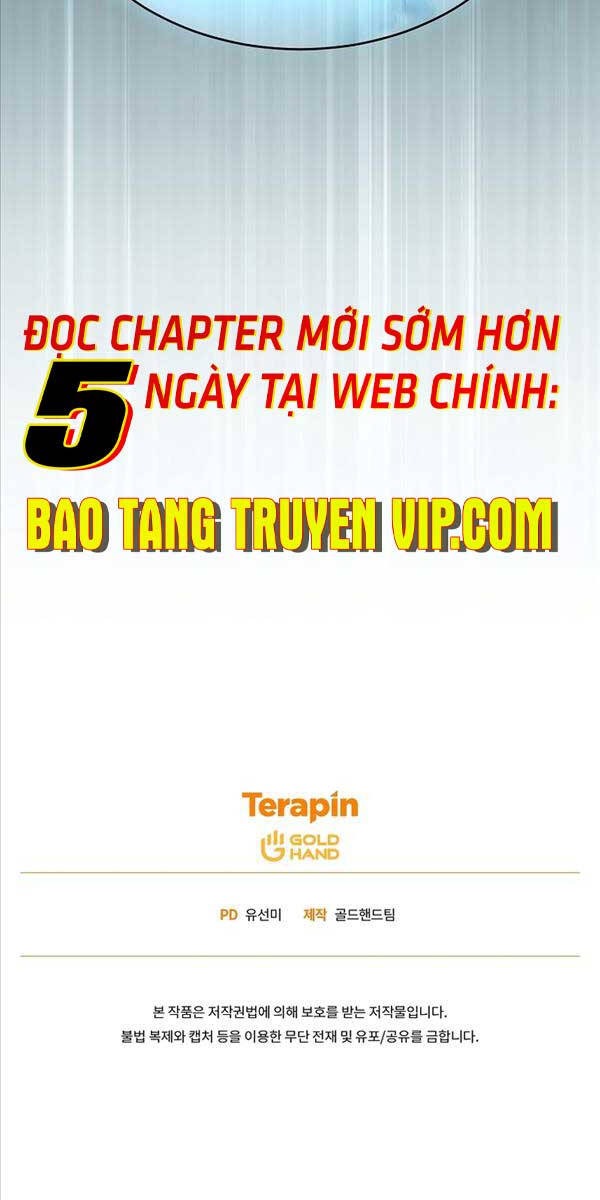 ĐỌC CHAPTER MỚI SỚM HƠN
5 NGÀY TẠI WEB CHÍNH:
BAO TANG TRUYEN VIP.COM
Terapin
GOLD
HAND
PD 유선미 제작 골드핸드팀
본 작품은 저작권법에 의해 보호를 받는 저작물입니다.
불법 복제와 캡처 등을 이용한 무단 전재 및 유포/공유를 금합니다.